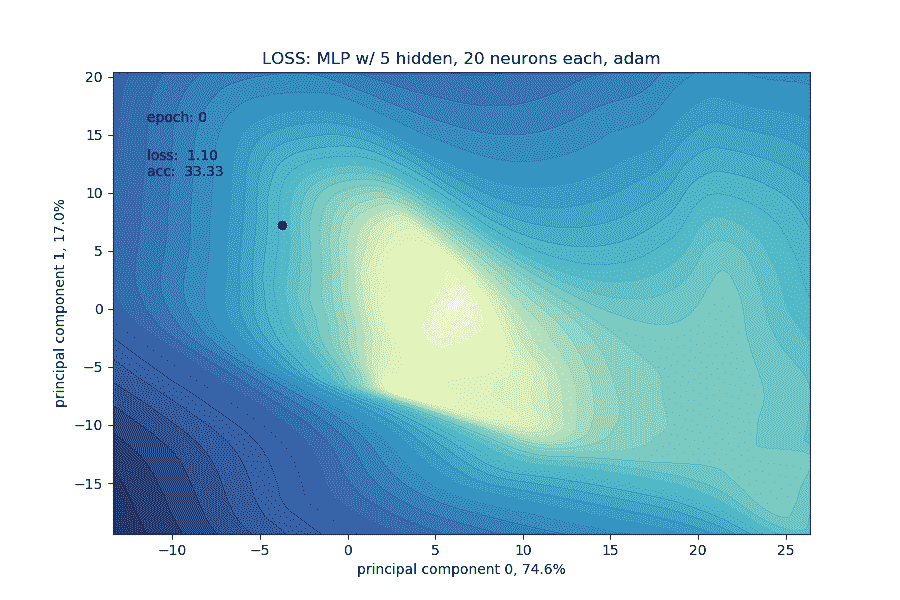 LOSS: MLP w/ 5 hidden, 20 neurons each, adam
20
15
10
5
0
−5
−10
−15
epoch: 0
loss: 1.10
acc: 33.33
principal component 1, 17.0%
−10
−5
0
5
10
15
20
25
principal component 0, 74.6%